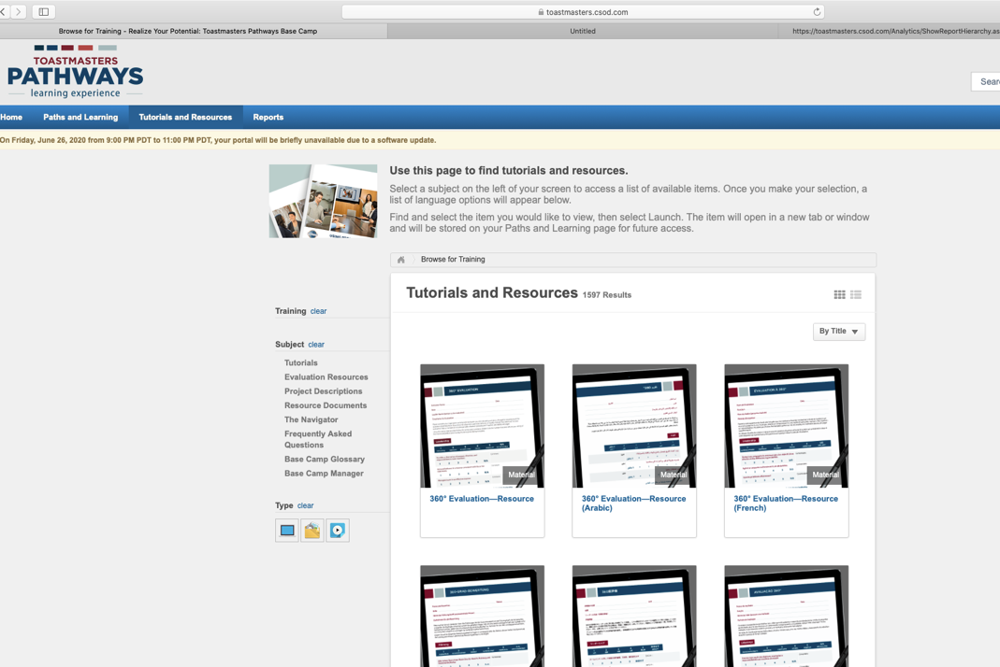 toastmasters.csod.com
Browse for Training - Realize Your Potential: Toastmasters Pathways Base Camp
Untitled
https://toastmasters.csod.com/Analytics/ShowReportHierarchy.as
TOASTMASTERS
PATHWAYS
learning experience
Sear
Home
Paths and Learning
Tutorials and Resources
Reports
On Friday, June 26, 2020 from 9:00 PM PDT to 11:00 PM PDT, your portal will be briefly unavailable due to a software update.
Use this page to find tutorials and resources.
Select a subject on the left of your screen to access a list of available items. Once you make your selection, a
list of language options will appear below.
Find and select the item you would like to view, then select Launch. The item will open in a new tab or window
and will be stored on your Paths and Learning page for future access.
Browse for Training
Training clear
Subject clear
Tutorials
Evaluation Resources
Project Descriptions
Resource Documents
The Navigator
Frequently Asked
Questions
Base Camp Glossary
Base Camp Manager
Type clear
Tutorials and Resources 1597 Results
By Title
360° EVALUATION
Material
360° Evaluation—Resource
Material
360° Evaluation—Resource
(Arabic)
Material
360° Evaluation—Resource
(French)